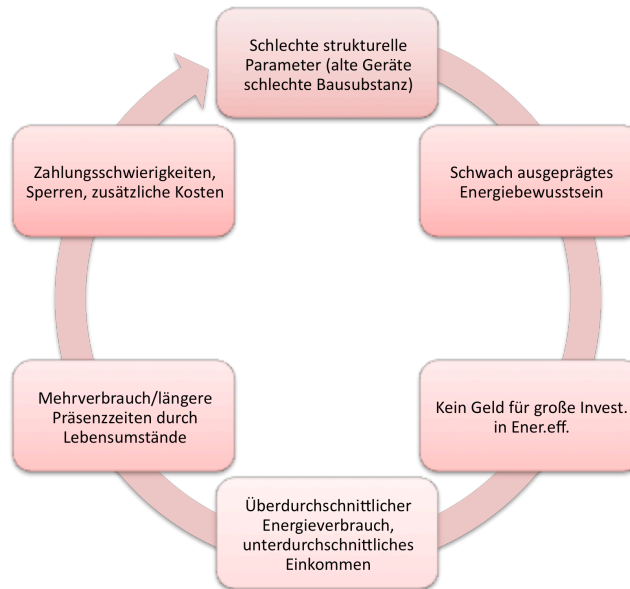 Schlechte strukturelle
Parameter (alte Geräte
schlechte Bausubstanz)
Schwach ausgeprägtes
Energiebewusstsein
Kein Geld für große Invest.
in Ener.eff.
Überdurchschnittlicher
Energieverbrauch,
unterdurchschnittliches
Einkommen
Mehrverbrauch/längere
Präsenzzeiten durch
Lebensumstände
Zahlungsschwierigkeiten,
Sperren, zusätzliche Kosten